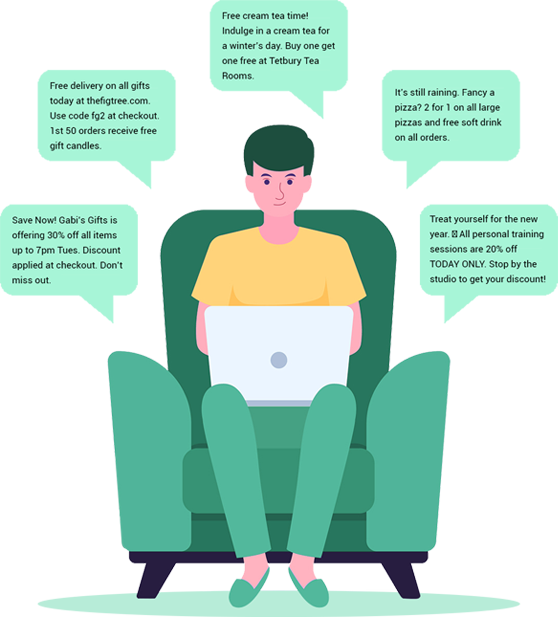 Free cream tea time!
Indulge in a cream tea for
a winter's day. Buy one get
one free at Tetbury Tea
Rooms.
Free delivery on all gifts
today at thefigtree.com.
Use code fg2 at checkout.
1st 50 orders receive free
gift candles.
It's still raining. Fancy a
pizza? 2 for 1 on all large
pizzas and free soft drink
on all orders.
Save Now! Gabi's Gifts is
offering 30% off all items
up to 7pm Tues. Discount
applied at checkout. Don't
miss out.
Treat yourself for the new
year. All personal training
sessions are 20% off
TODAY ONLY. Stop by the
studio to get your discount!